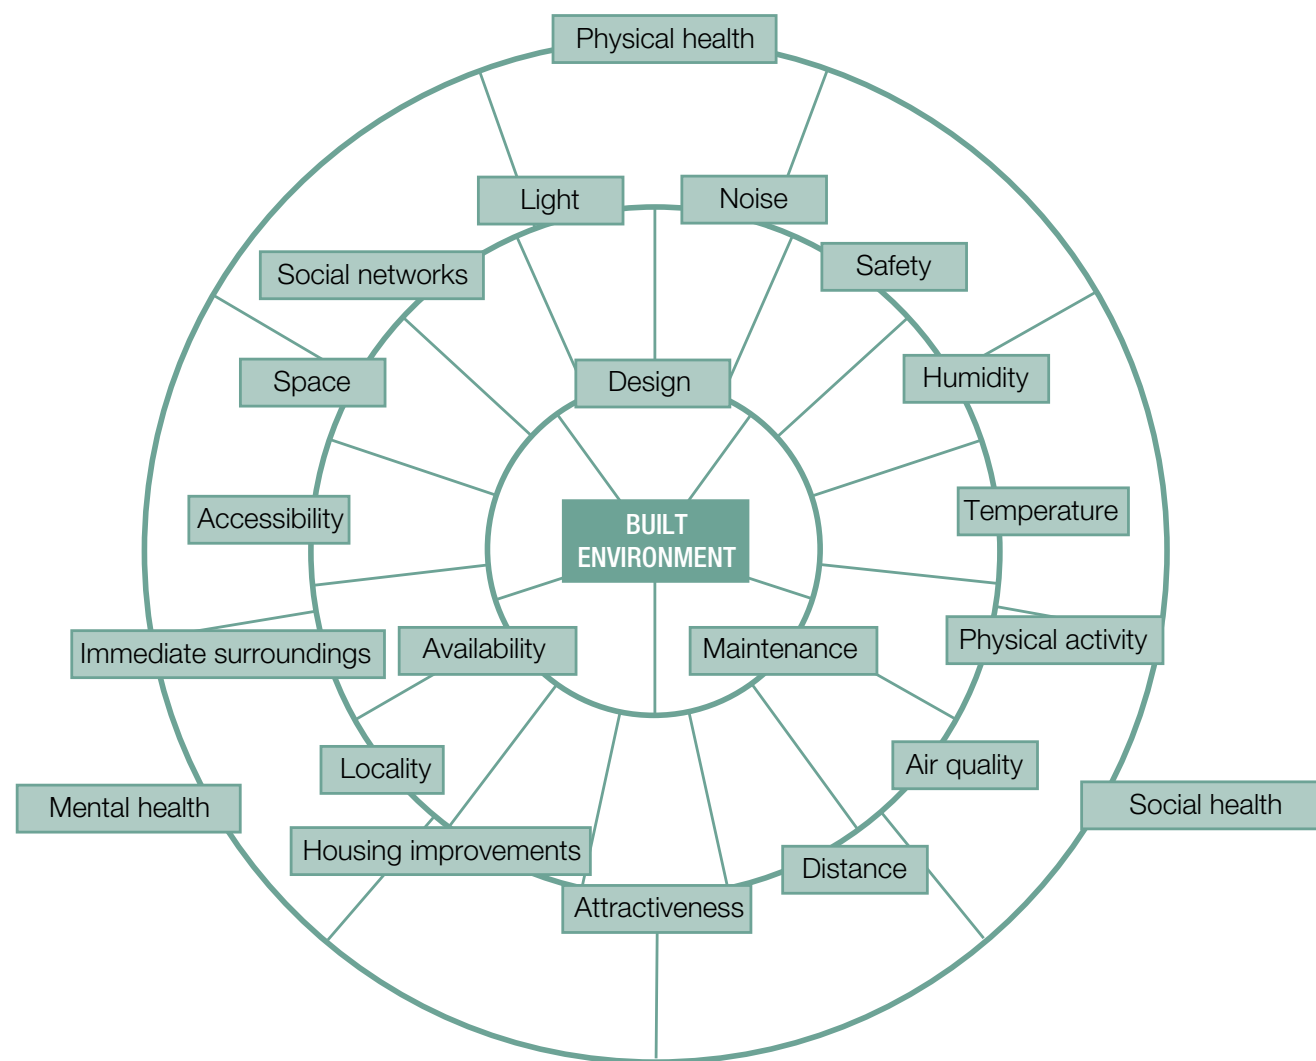 Physical health
Light
Noise
Social networks
Safety
Space
Design
Humidity
Accessibility
BUILT
ENVIRONMENT
Temperature
Immediate surroundings
Availability
Maintenance
Physical activity
Locality
Air quality
Mental health
Social health
Housing improvements
Distance
Attractiveness